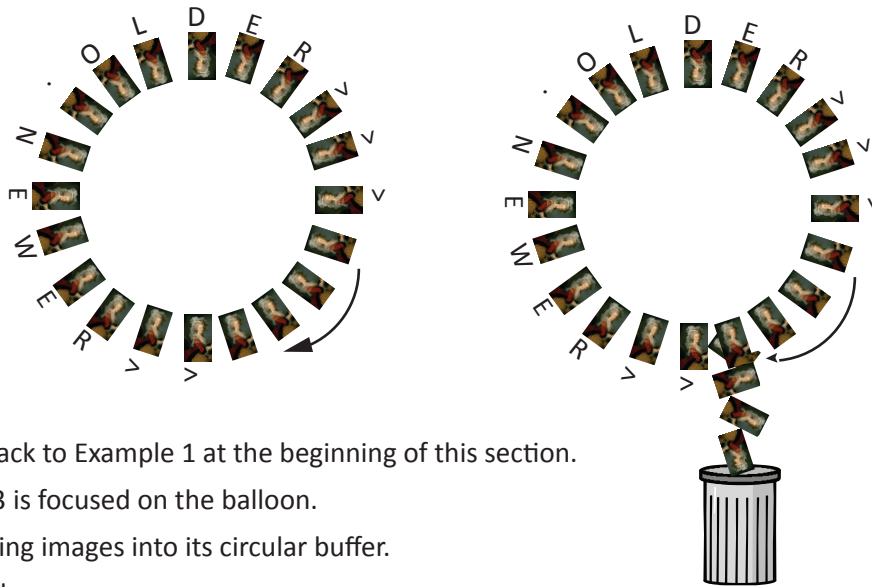 N E W E R > > . O L D E R > > >
N E W E R > > . O L D E R > > >
ack to Example 1 at the beginning of this section.
is focused on the balloon.
ing images into its circular buffer.